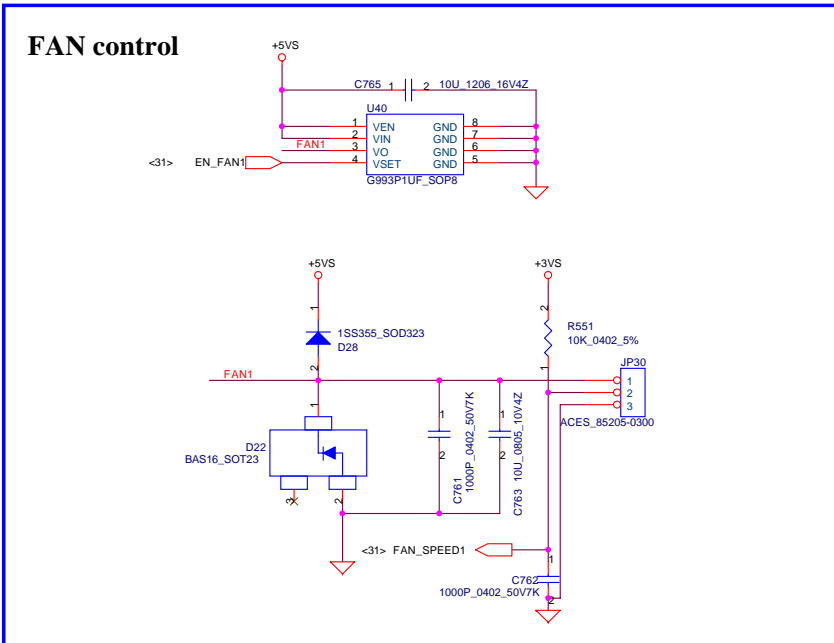 FAN control
+5VS
C765 1 2 10U_1206_16V4Z
U40
1 VEN GND 8
2 VIN GND 7
FAN1 3 VO GND 6
<31> EN_FAN1 4 VSET GND 5
G993P1UF_SOP8
+5VS
+3VS
1
2
1SS355_SOD323
D28
R551
10K_0402_5%
2
1
FAN1
JP30
1
2
3
ACES_85205-0300
1
D22
BAS16_SOT23
3
2
1
2
C761
1000P_0402_50V7K
1
2
C763 10U_0805_10V4Z
<31> FAN_SPEED1
1
C762
1000P_0402_50V7K
2